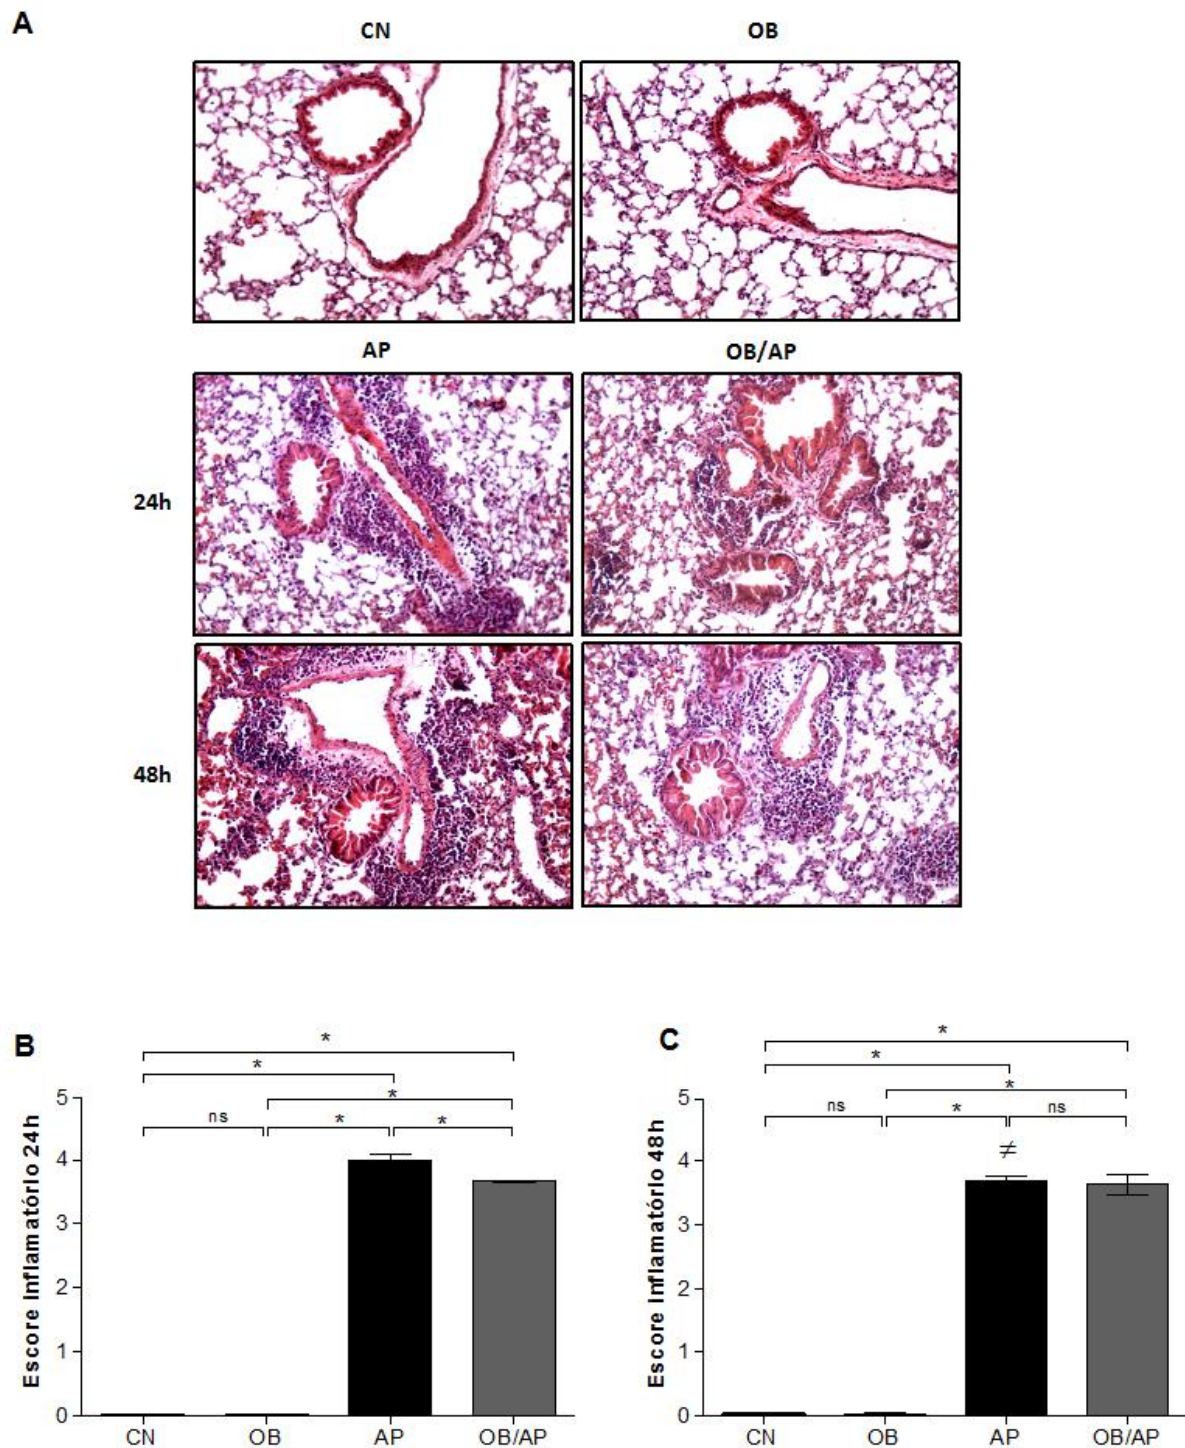 A
CN OB
AP OB/AP
24h
48h
B
*
*
*
ns * *
5
4
3
2
1
0
Escore Inflamatório 24h
CN OB AP OB/AP
C
*
*
*
ns * ns
≠
5
4
3
2
1
0
Escore Inflamatório 48h
CN OB AP OB/AP